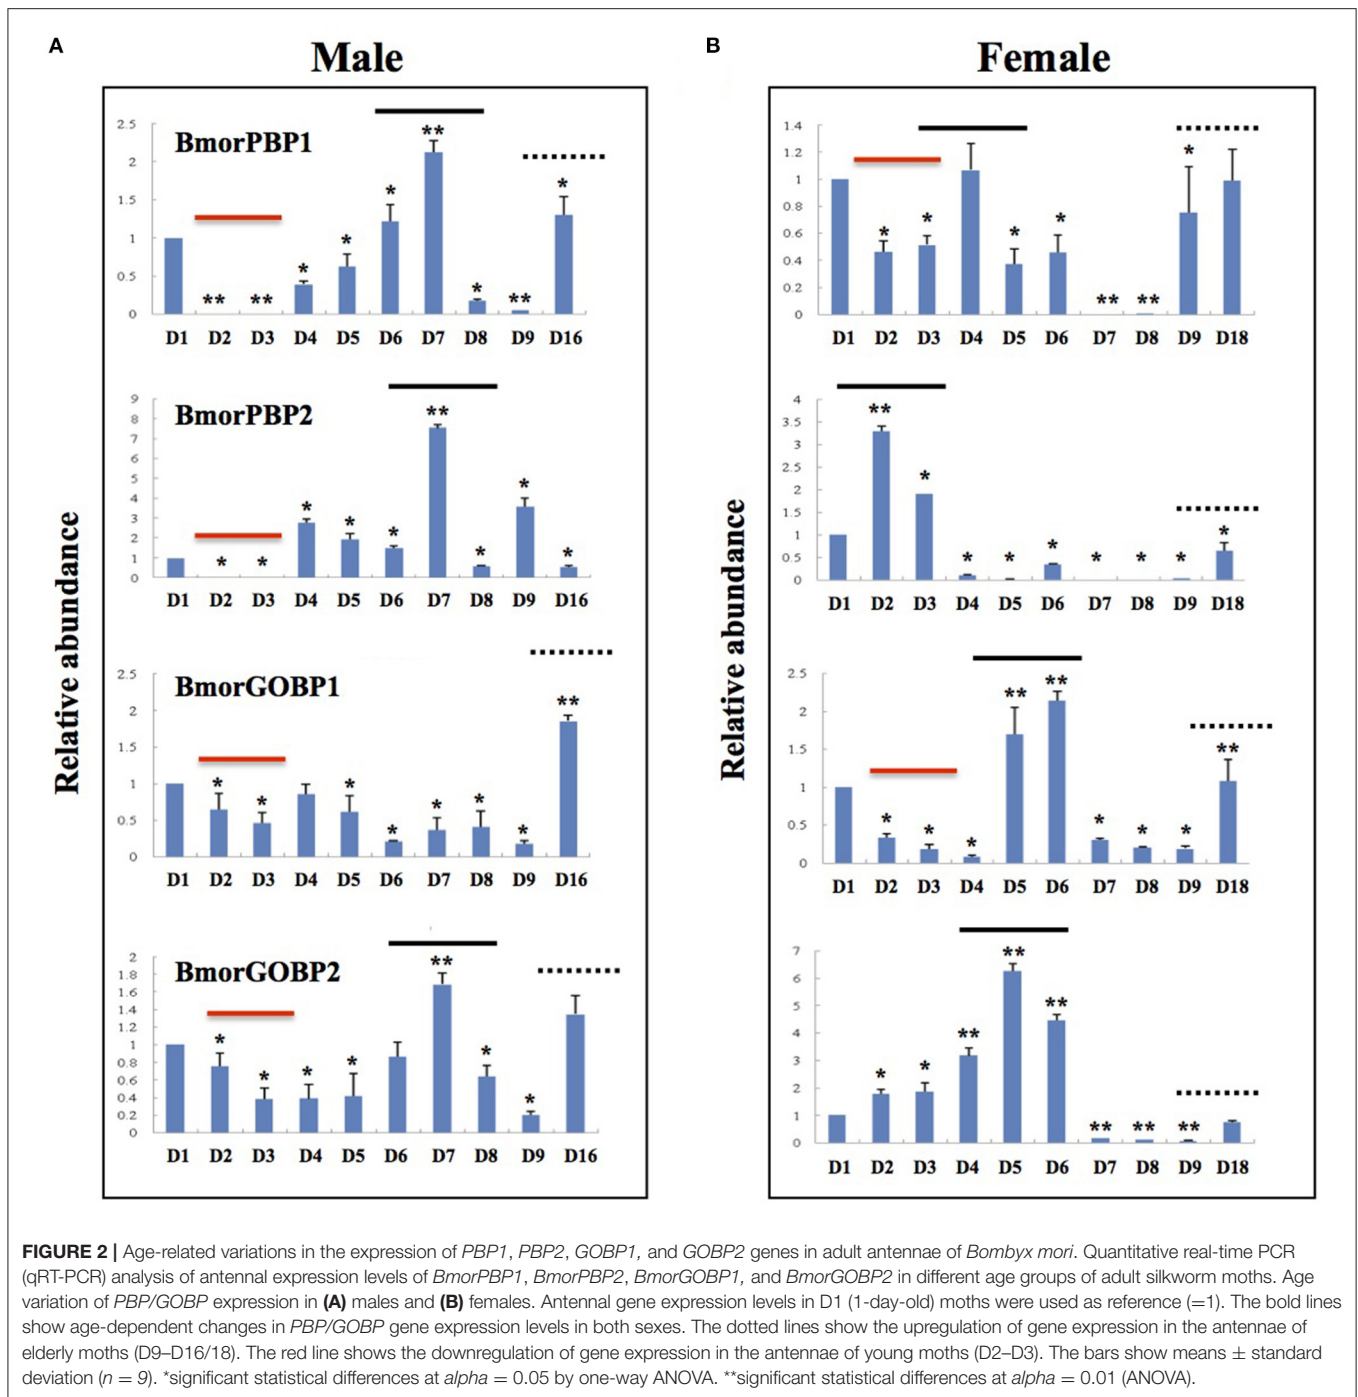 A
Male
B
Female
Relative abundance
BmorPBP1
2.5
2
1.5
1
0.5
0
** ** * * * ** * ** *
D1 D2 D3 D4 D5 D6 D7 D8 D9 D16
BmorPBP2
9
8
7
6
5
4
3
2
1
0
* * * * * ** * * *
D1 D2 D3 D4 D5 D6 D7 D8 D9 D16
BmorGOBP1
2.5
2
1.5
1
0.5
0
* * * * * * * **
D1 D2 D3 D4 D5 D6 D7 D8 D9 D16
BmorGOBP2
2
1.8
1.6
1.4
1.2
1
0.8
0.6
0.4
0.2
0
* * * * ** * *
D1 D2 D3 D4 D5 D6 D7 D8 D9 D16
Relative abundance
1.4
1.2
1
0.8
0.6
0.4
0.2
0
* * * * ** ** *
D1 D2 D3 D4 D5 D6 D7 D8 D9 D18
4
3.5
3
2.5
2
1.5
1
0.5
0
** * * * * * * * *
D1 D2 D3 D4 D5 D6 D7 D8 D9 D18
2.5
2
1.5
1
0.5
0
* * * ** ** * * * **
D1 D2 D3 D4 D5 D6 D7 D8 D9 D18
7
6
5
4
3
2
1
0
* * ** ** ** ** ** **
D1 D2 D3 D4 D5 D6 D7 D8 D9 D18
FIGURE 2 | Age-related variations in the expression of PBP1, PBP2, GOBP1, and GOBP2 genes in adult antennae of Bombyx mori. Quantitative real-time PCR
(qRT-PCR) analysis of antennal expression levels of BmorPBP1, BmorPBP2, BmorGOBP1, and BmorGOBP2 in different age groups of adult silkworm moths. Age
variation of PBP/GOBP expression in (A) males and (B) females. Antennal gene expression levels in D1 (1-day-old) moths were used as reference (=1). The bold lines
show age-dependent changes in PBP/GOBP gene expression levels in both sexes. The dotted lines show the upregulation of gene expression in the antennae of
elderly moths (D9–D16/18). The red line shows the downregulation of gene expression in the antennae of young moths (D2–D3). The bars show means ± standard
deviation (n = 9). *significant statistical differences at alpha = 0.05 by one-way ANOVA. **significant statistical differences at alpha = 0.01 (ANOVA).